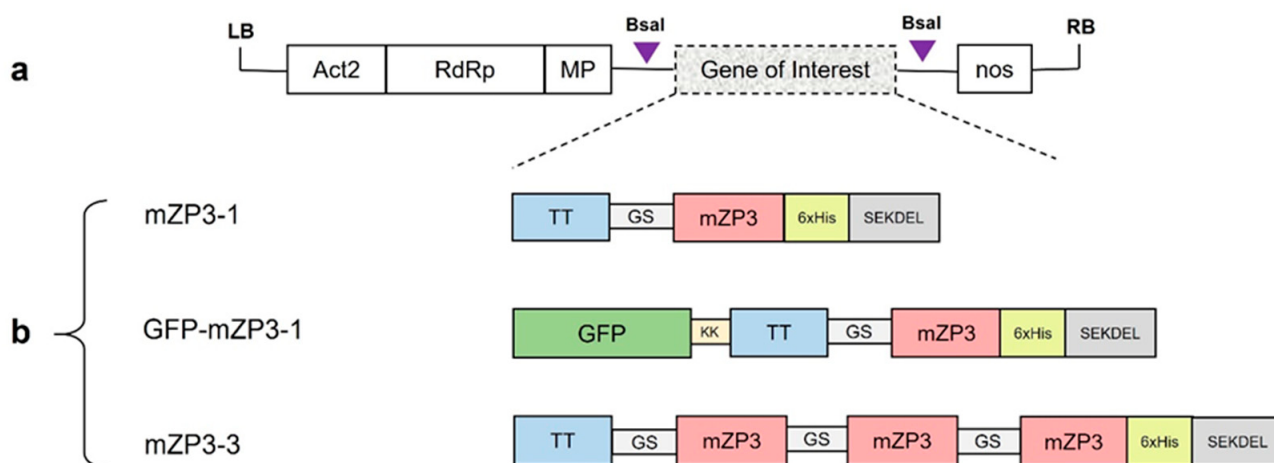 LB BsaI BsaI RB
a Act2 RdRp MP Gene of Interest nos
mZP3-1 TT GS mZP3 6xHis SEKDEL
b GFP-mZP3-1 GFP KK TT GS mZP3 6xHis SEKDEL
mZP3-3 TT GS mZP3 GS mZP3 GS mZP3 6xHis SEKDEL